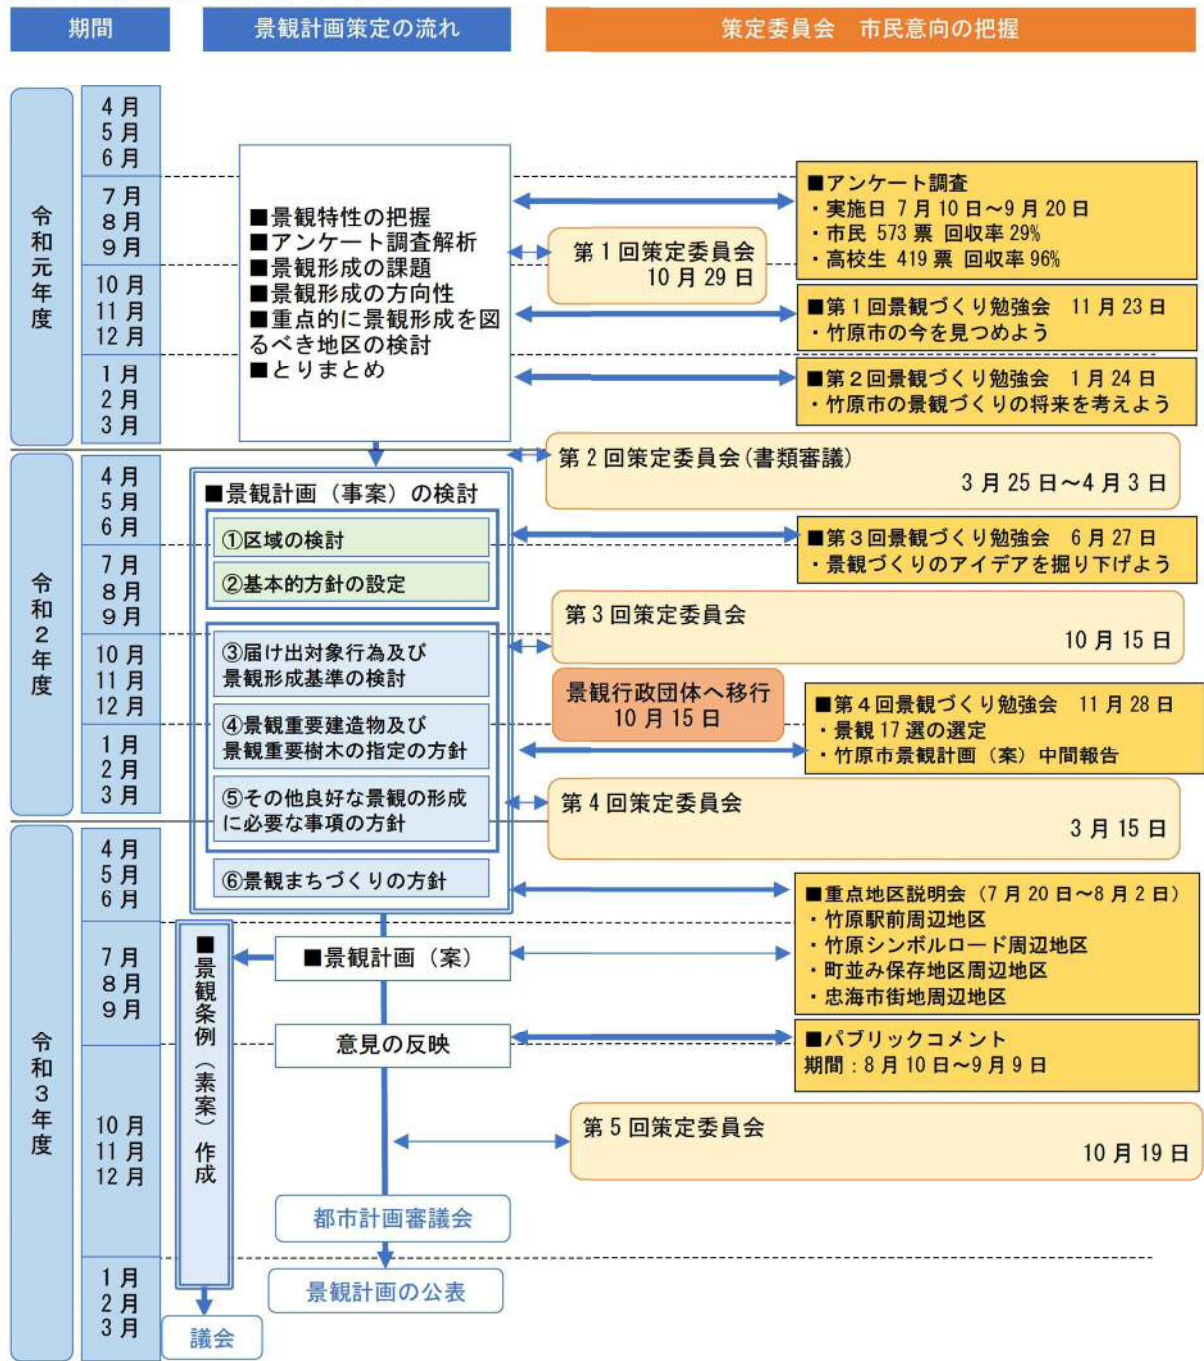 期間
景観計画策定の流れ
策定委員会　市民意向の把握
令和元年度
4月
5月
6月
7月
8月
9月
10月
11月
12月
1月
2月
3月
■景観特性の把握
■アンケート調査解析
■景観形成の課題
■景観形成の方向性
■重点的に景観形成を図
るべき地区の検討
■とりまとめ
■アンケート調査
・実施日 7月10日～9月20日
・市民 573票 回収率29%
・高校生 419票 回収率96%
第1回策定委員会
10月29日
■第1回景観づくり勉強会　11月23日
・竹原市の今を見つめよう
■第2回景観づくり勉強会　1月24日
・竹原市の景観づくりの将来を考えよう
第2回策定委員会(書類審議)
3月25日～4月3日
令和2年度
4月
5月
6月
7月
8月
9月
10月
11月
12月
1月
2月
3月
■景観計画（事案）の検討
①区域の検討
②基本的方針の設定
③届け出対象行為及び
景観形成基準の検討
④景観重要建造物及び
景観重要樹木の指定の方針
⑤その他良好な景観の形成
に必要な事項の方針
⑥景観まちづくりの方針
■第3回景観づくり勉強会　6月27日
・景観づくりのアイデアを掘り下げよう
第3回策定委員会
10月15日
景観行政団体へ移行
10月15日
■第4回景観づくり勉強会　11月28日
・景観17選の選定
・竹原市景観計画（案）中間報告
第4回策定委員会
3月15日
令和3年度
4月
5月
6月
7月
8月
9月
10月
11月
12月
1月
2月
3月
■景観条例（素案）作成
■景観計画（案）
意見の反映
■重点地区説明会（7月20日～8月2日）
・竹原駅前周辺地区
・竹原シンボルロード周辺地区
・町並み保存地区周辺地区
・忠海市街地周辺地区
■パブリックコメント
期間：8月10日～9月9日
第5回策定委員会
10月19日
都市計画審議会
景観計画の公表
議会